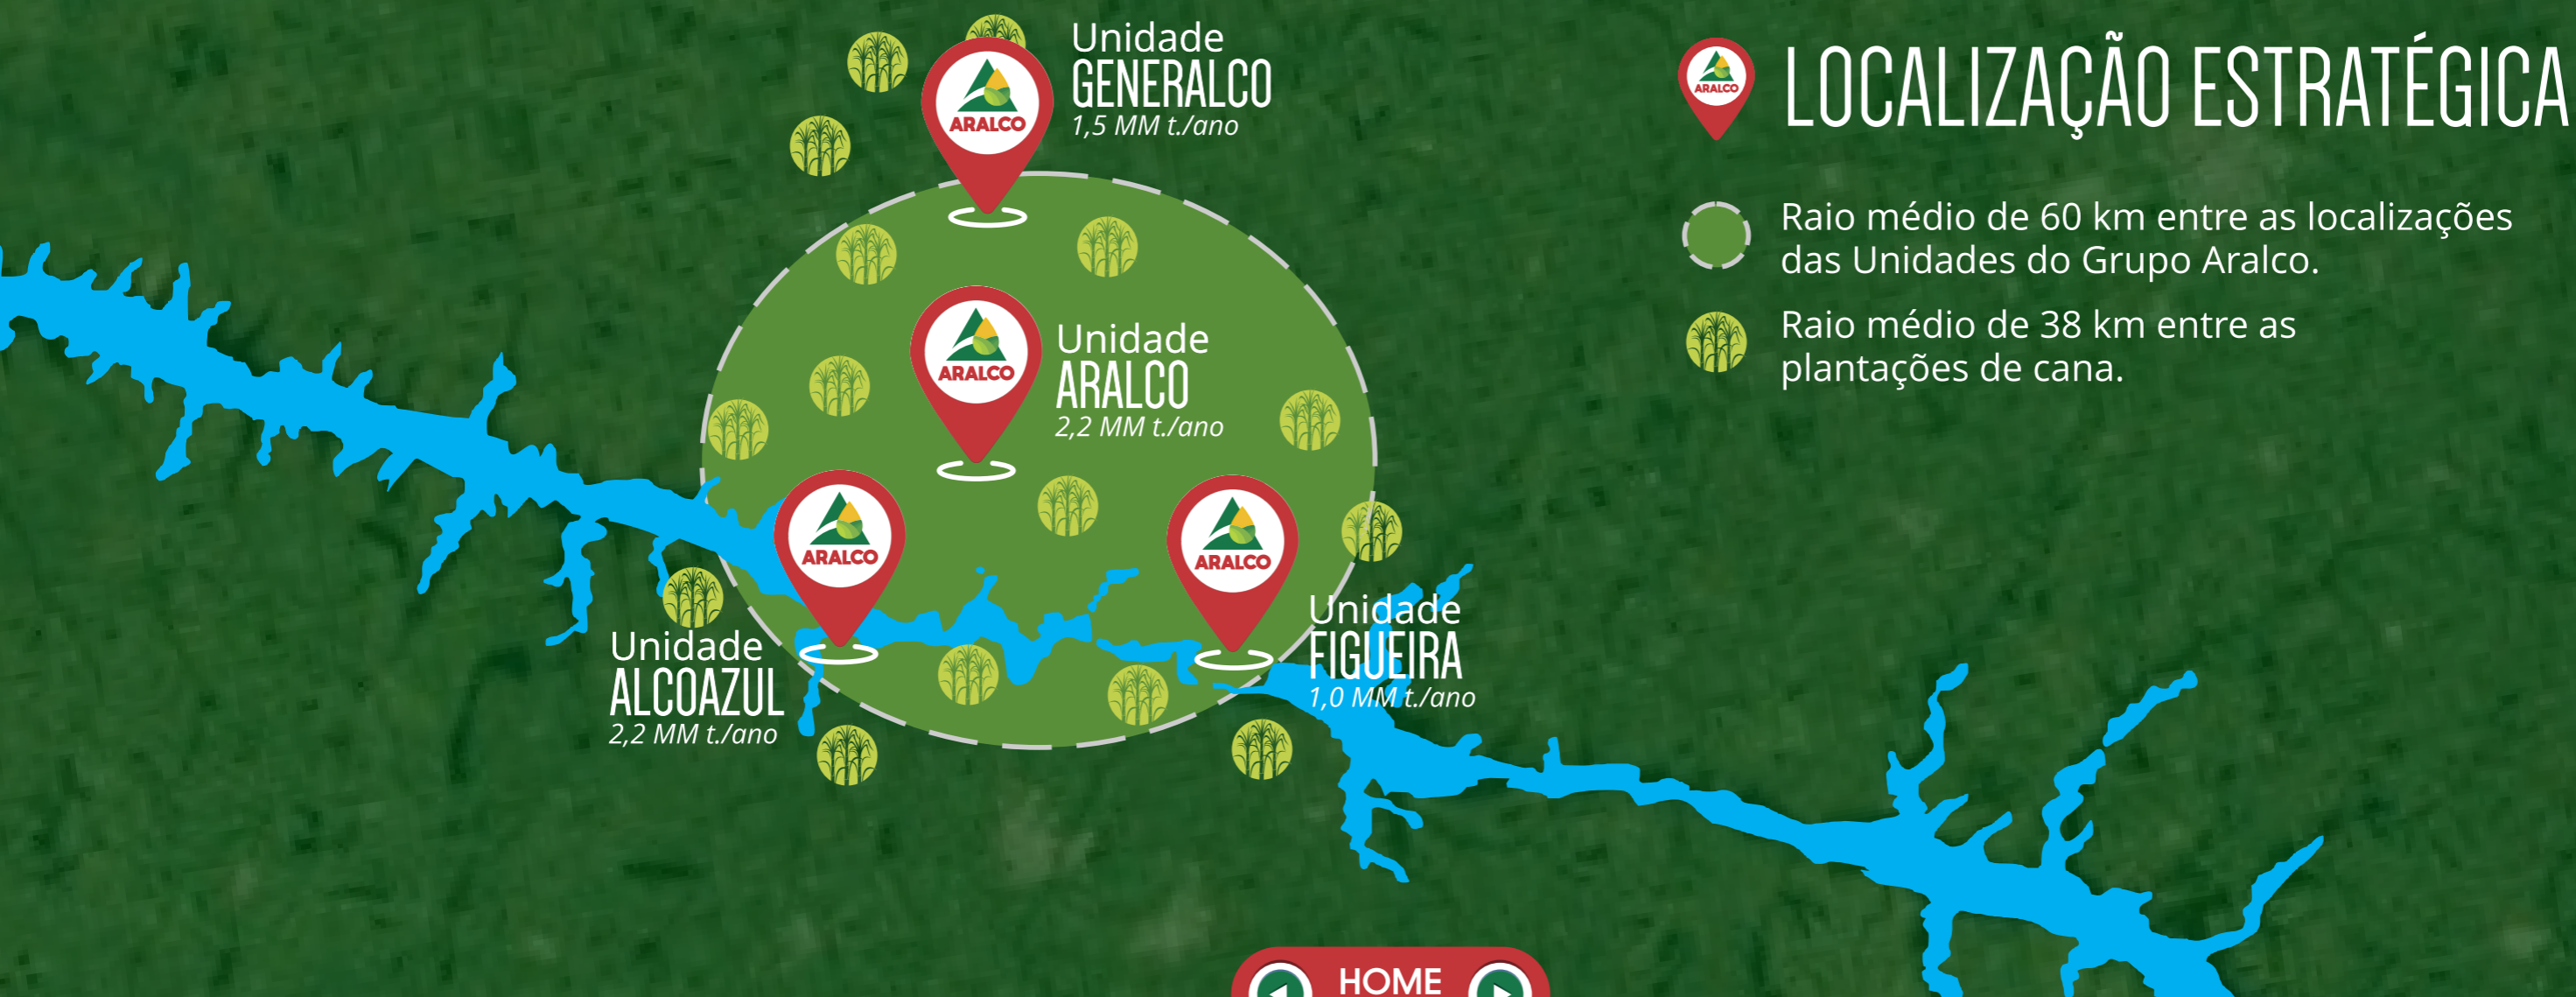 Unidade
GENERALCO
1,5 MM t./ano
ARALCO
ARALCO
LOCALIZAÇÃO ESTRATÉGICA
Raio médio de 60 km entre as localizações
das Unidades do Grupo Aralco.
Raio médio de 38 km entre as
plantações de cana.
Unidade
ARALCO
2,2 MM t./ano
ARALCO
ARALCO
ARALCO
Unidade
ALCOAZUL
2,2 MM t./ano
Unidade
FIGUEIRA
1,0 MM t./ano
HOME